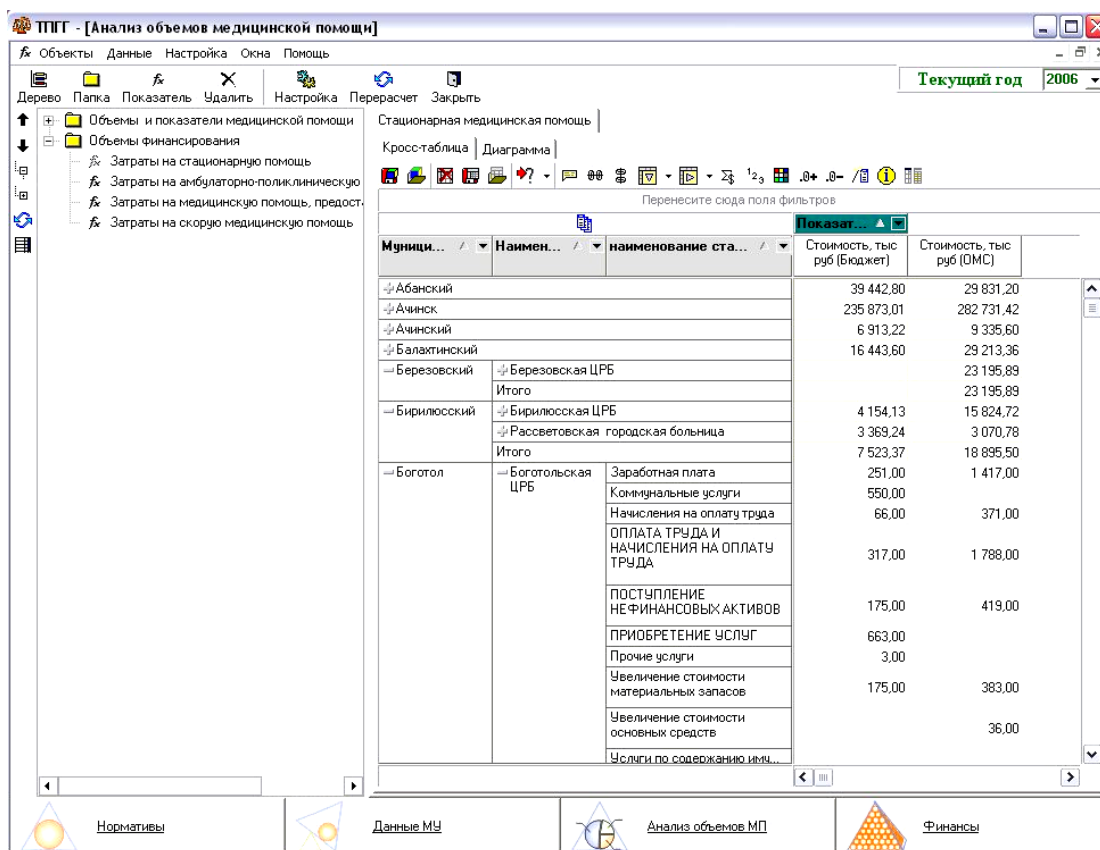 ТПГГ - [Анализ объемов медицинской помощи]
Объекты Данные Настройка Окна Помощь
Дерево Папка Показатель Удалить Настройка Перерасчет Закрыть
Текущий год 2006
Объемы и показатели медицинской помощи
Объемы финансирования
Затраты на стационарную помощь
Затраты на амбулаторно-поликлиническую
Затраты на медицинскую помощь, предост
Затраты на скорую медицинскую помощь
Стационарная медицинская помощь
Кросс-таблица Диаграмма
Перенесите сюда поля фильтров
Показат...
Муници... Наимен... наименование ста... Стоимость, тыс руб (Бюджет) Стоимость, тыс руб (ОМС)
Абанский 39 442,80 29 831,20
Ачинск 235 873,01 282 731,42
Ачинский 6 913,22 9 335,60
Балахтинский 16 443,60 29 213,36
Березовский Березовская ЦРБ 23 195,89
Итого 23 195,89
Бирилюсский Бирилюсская ЦРБ 4 154,13 15 824,72
Рассветовская городская больница 3 369,24 3 070,78
Итого 7 523,37 18 895,50
Боготол Боготольская ЦРБ Заработная плата 251,00 1 417,00
Коммунальные услуги 550,00
Начисления на оплату труда 66,00 371,00
ОПЛАТА ТРУДА И НАЧИСЛЕНИЯ НА ОПЛАТУ ТРУДА 317,00 1 788,00
ПОСТУПЛЕНИЕ НЕФИНАНСОВЫХ АКТИВОВ 175,00 419,00
ПРИОБРЕТЕНИЕ УСЛУГ 663,00
Прочие услуги 3,00
Увеличение стоимости материальных запасов 175,00 383,00
Увеличение стоимости основных средств 36,00
Услуги по содержанию иму...
Нормативы Данные МУ Анализ объемов МП Финансы